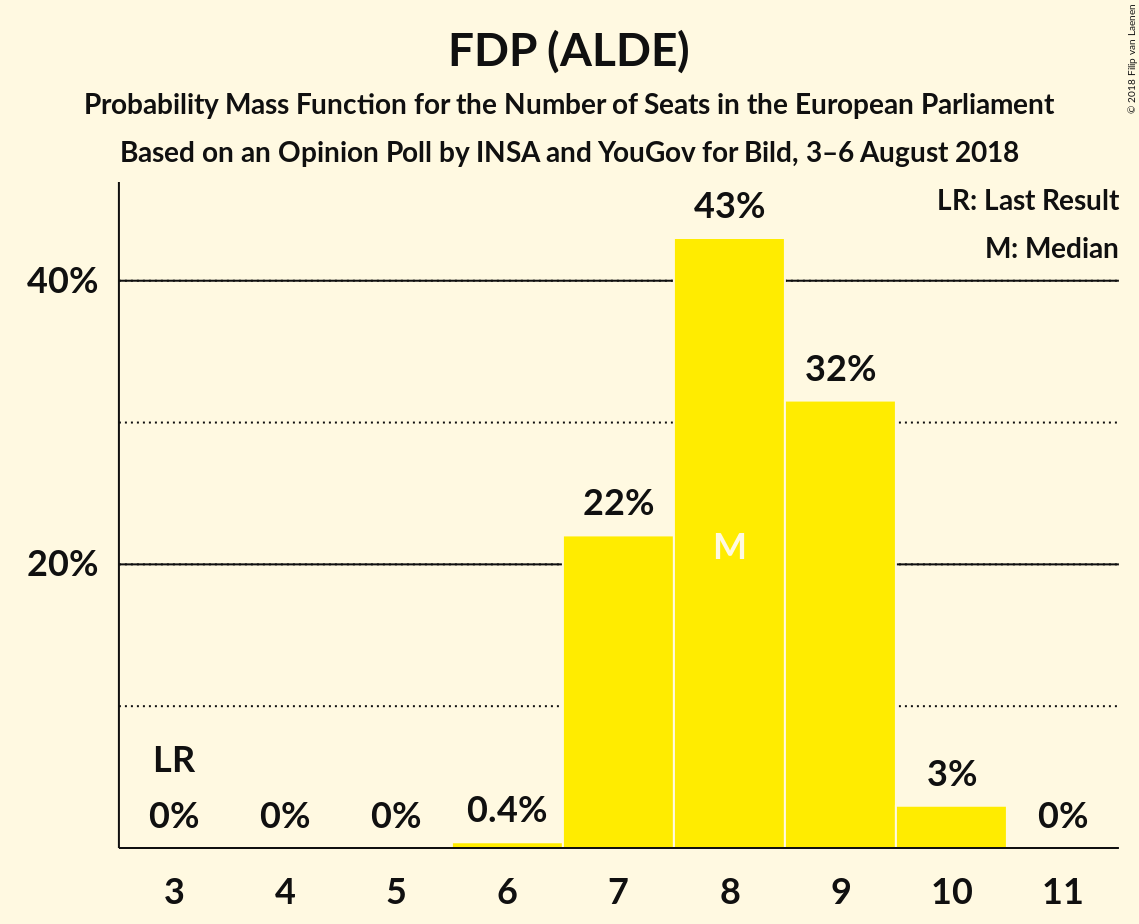 FDP (ALDE)
Probability Mass Function for the Number of Seats in the European Parliament
Based on an Opinion Poll by INSA and YouGov for Bild, 3–6 August 2018
© 2018 Filip van Laenen
LR: Last Result
M: Median
43%
40%
32%
22%
20%
M
LR
0%
0%
0%
0.4%
3%
0%
3
4
5
6
7
8
9
10
11